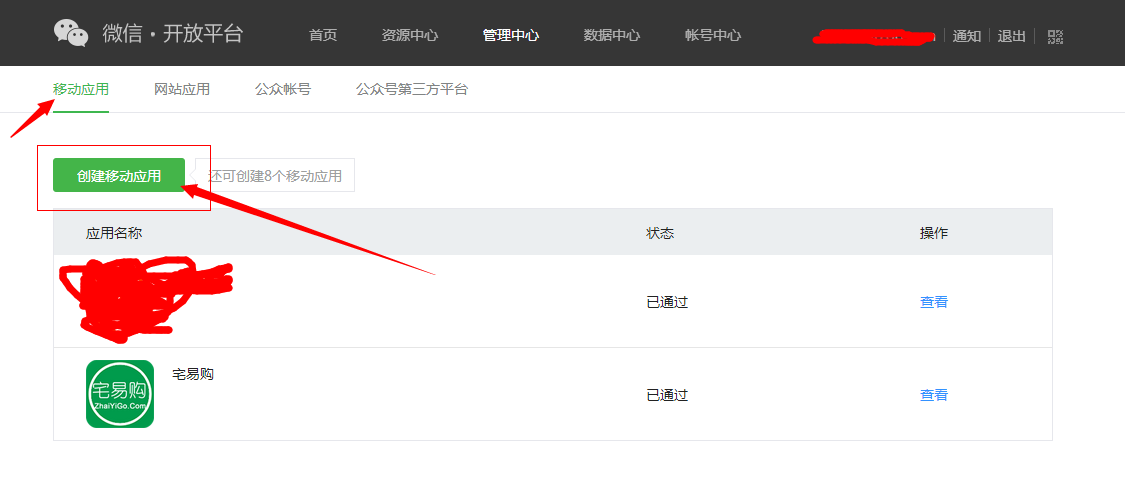 微信·开放平台 首页 资源中心 管理中心 数据中心 帐号中心 通知 退出
移动应用 网站应用 公众帐号 公众号第三方平台
创建移动应用 还可创建8个移动应用
应用名称 状态 操作
已通过 查看
宅易购
宅易购 已通过 查看
ZhaiYiGo.Com